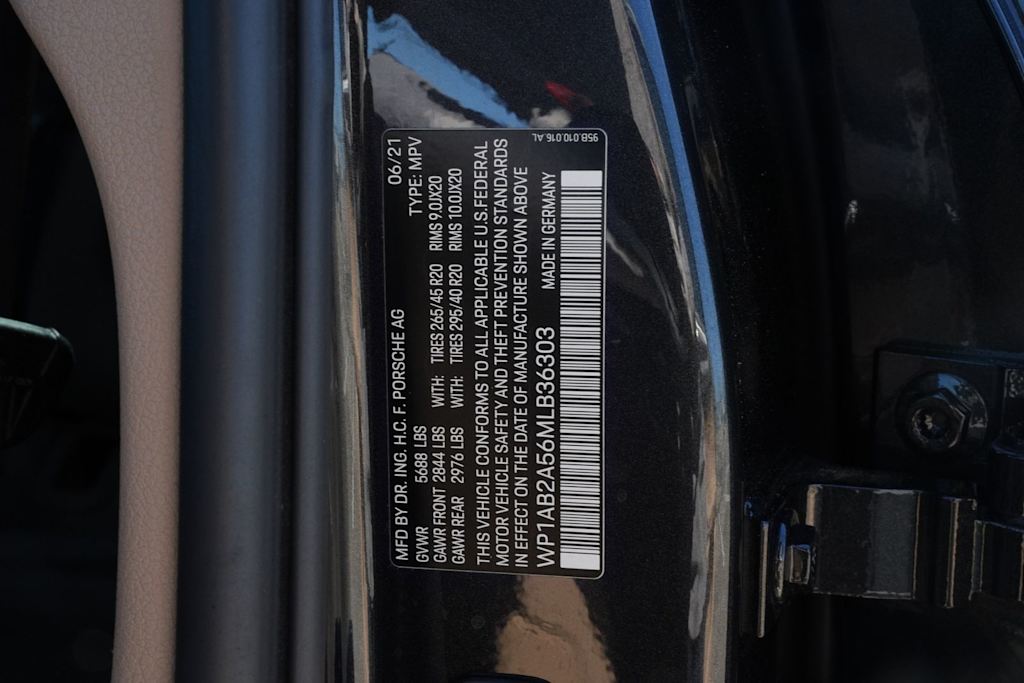 MFD BY DR. ING. H.C. F. PORSCHE AG 06/21
GVWR 5688 LBS TYPE: MPV
GAWR FRONT 2844 LBS WITH: TIRES 265/45 R20 RIMS 9.0JX20
GAWR REAR 2976 LBS WITH: TIRES 295/40 R20 RIMS 10.0JX20
THIS VEHICLE CONFORMS TO ALL APPLICABLE U.S. FEDERAL
MOTOR VEHICLE SAFETY AND THEFT PREVENTION STANDARDS
IN EFFECT ON THE DATE OF MANUFACTURE SHOWN ABOVE
WP1AB2A56MLB36303 MADE IN GERMANY
95B.010.016.AL